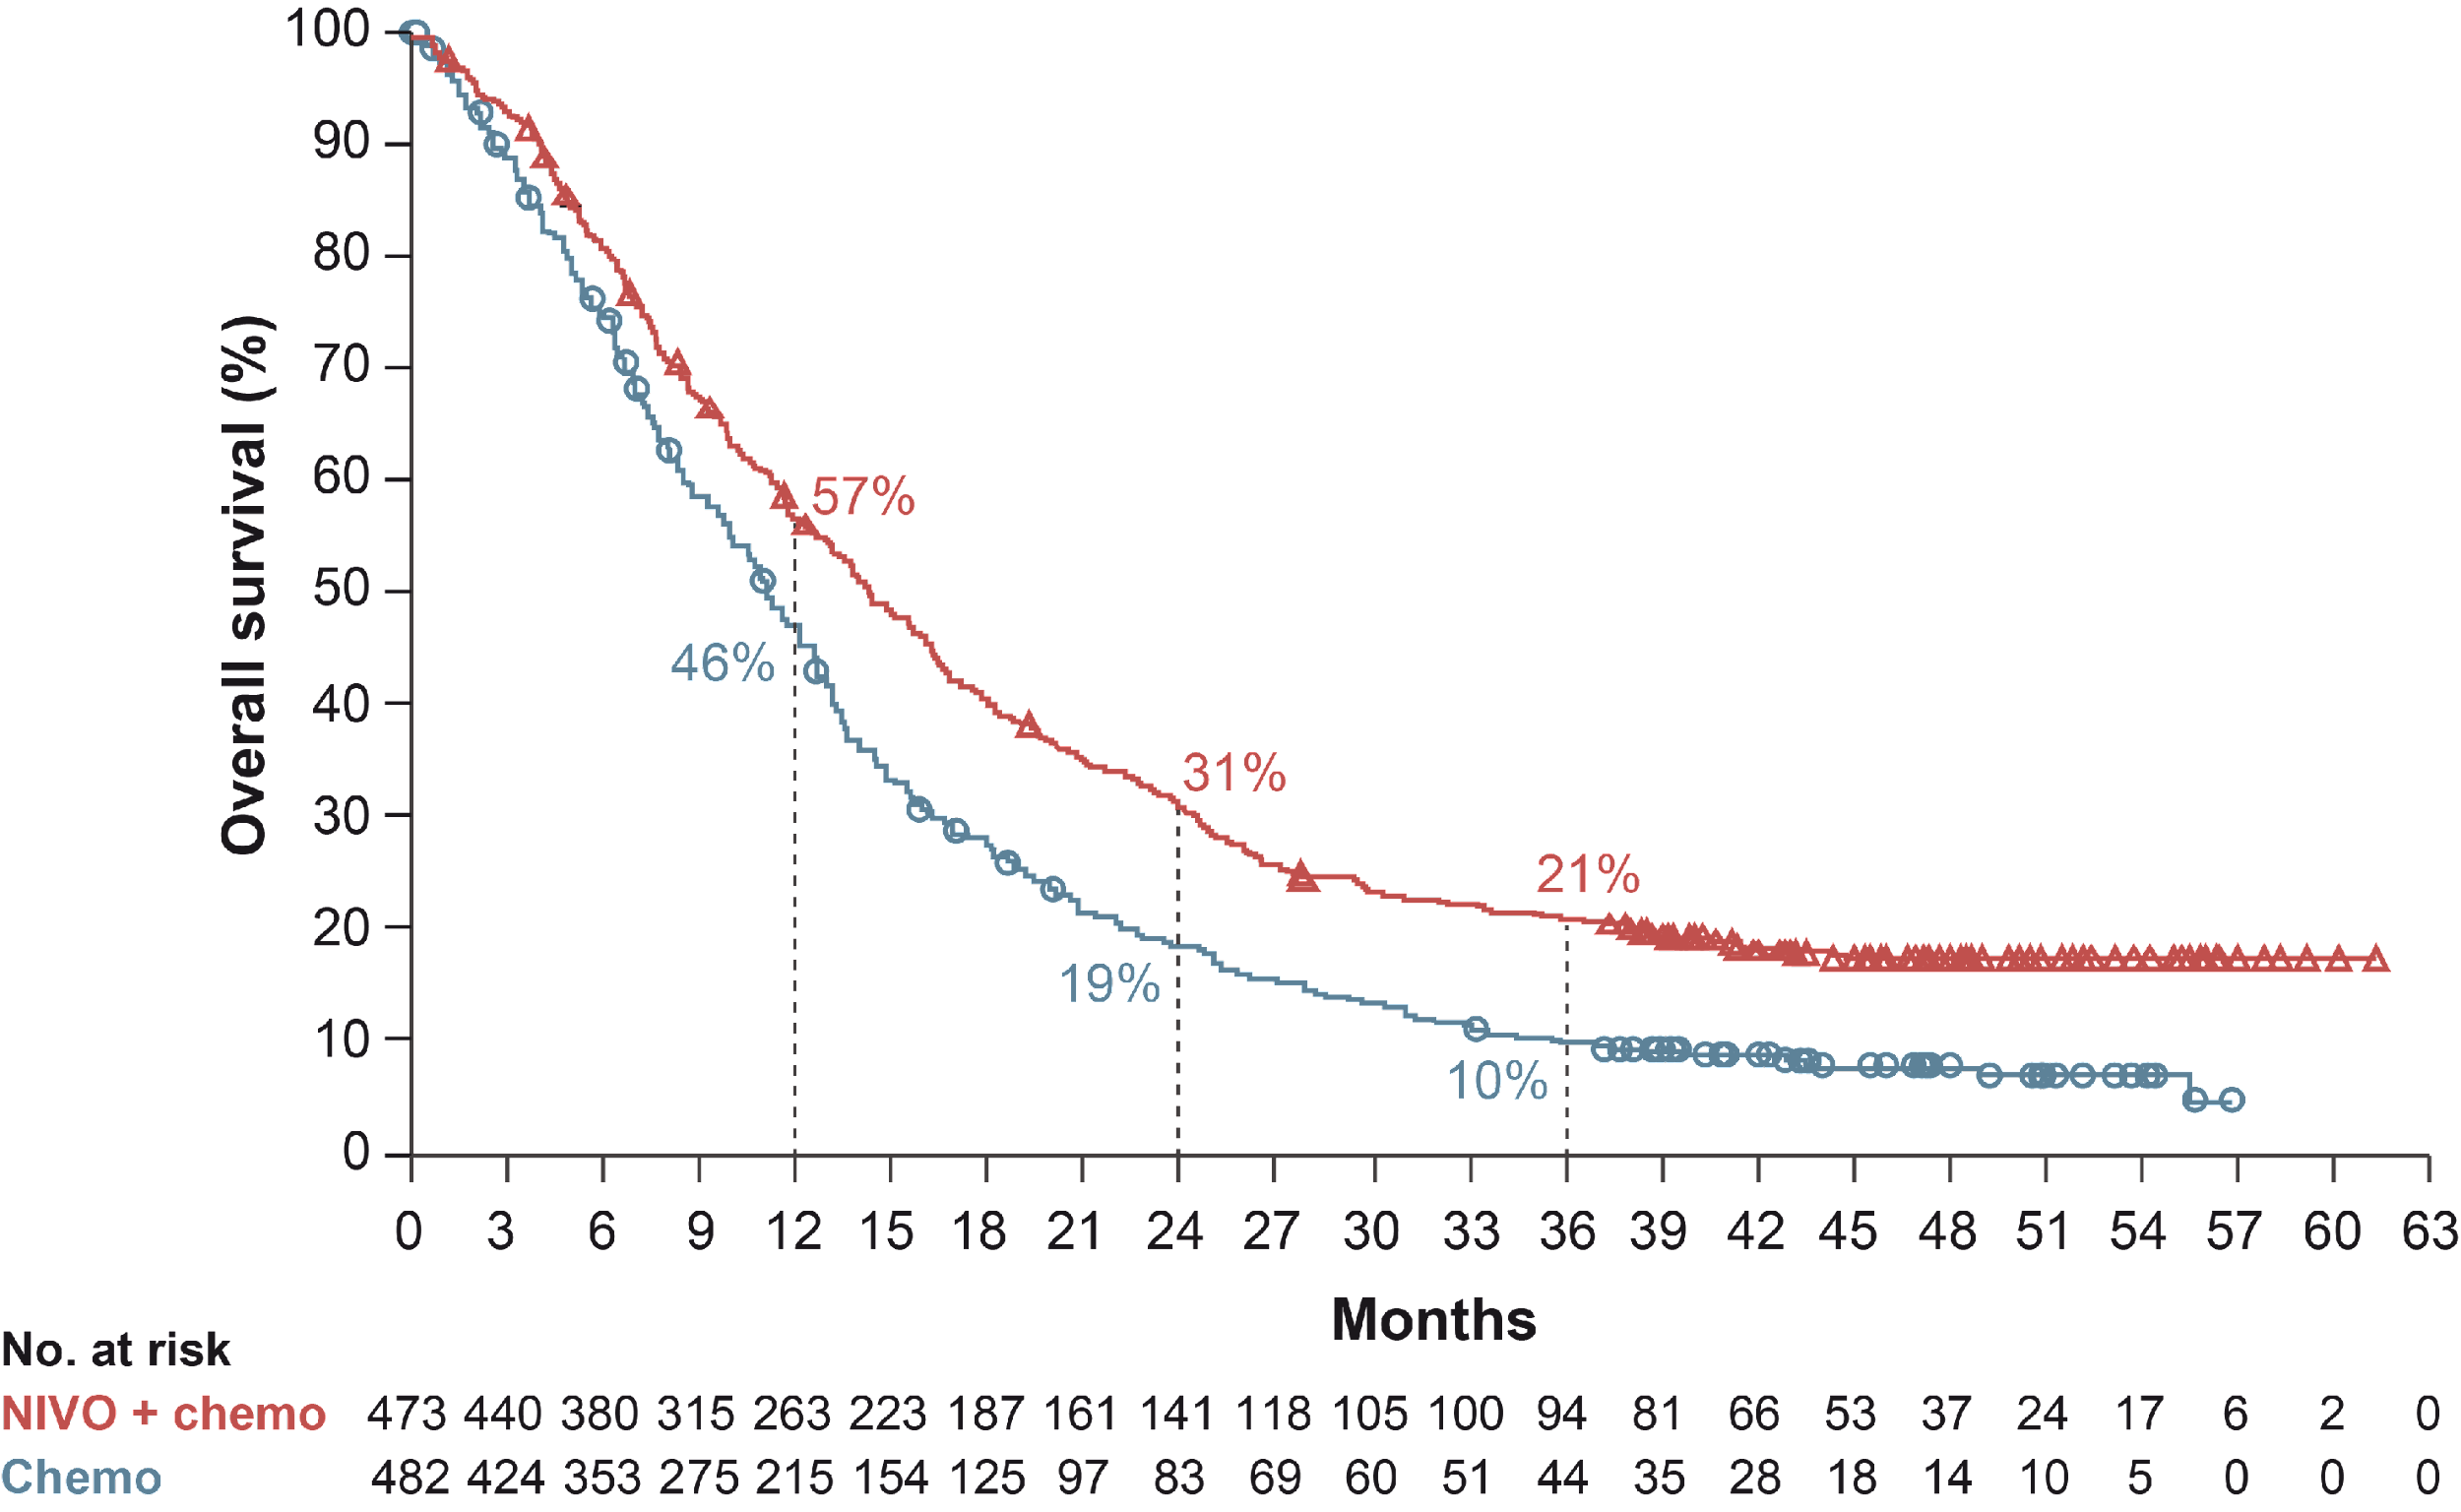 Overall survival (%)
100
90
80
70
60
50
40
30
20
10
0
57%
46%
31%
19%
21%
10%
0 3 6 9 12 15 18 21 24 27 30 33 36 39 42 45 48 51 54 57 60 63
Months
No. at risk
NIVO + chemo 473 440 380 315 263 223 187 161 141 118 105 100 94 81 66 53 37 24 17 6 2 0
Chemo 482 424 353 275 215 154 125 97 83 69 60 51 44 35 28 18 14 10 5 0 0 0